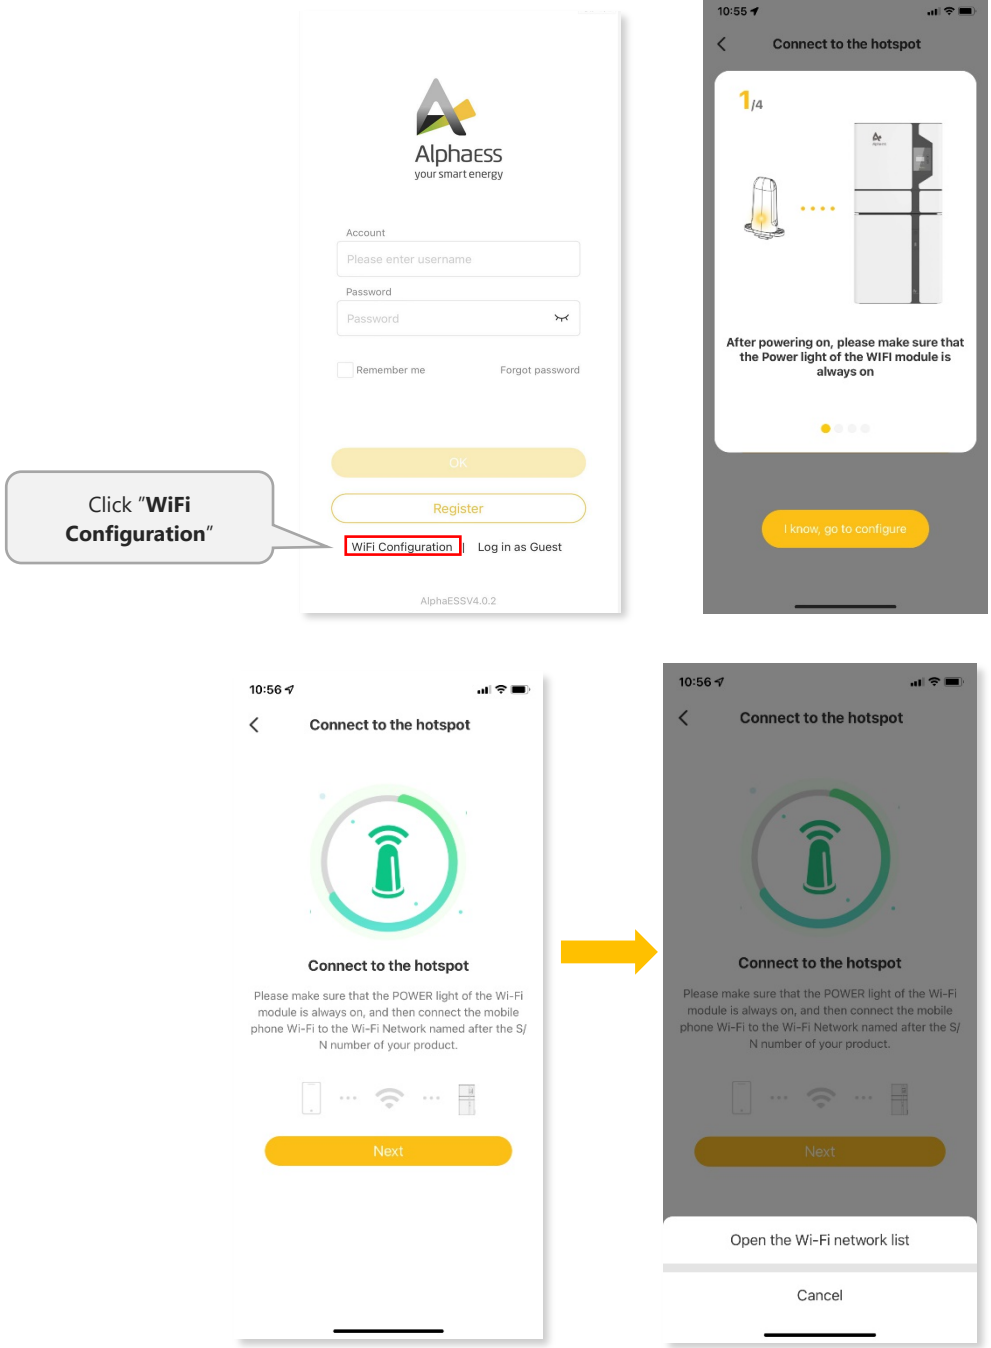 AlphaESS
your smart energy
Account
Please enter username
Password
Password
Remember me
Forgot password
OK
Register
WiFi Configuration | Log in as Guest
AlphaESSV4.0.2
Click "WiFi
Configuration"
10:55
Connect to the hotspot
1/4
After powering on, please make sure that
the Power light of the WIFI module is
always on
I know, go to configure
10:56
Connect to the hotspot
Connect to the hotspot
Please make sure that the POWER light of the Wi-Fi
module is always on, and then connect the mobile
phone Wi-Fi to the Wi-Fi Network named after the S/
N number of your product.
Next
10:56
Connect to the hotspot
Connect to the hotspot
Please make sure that the POWER light of the Wi-Fi
module is always on, and then connect the mobile
phone Wi-Fi to the Wi-Fi Network named after the S/
N number of your product.
Next
Open the Wi-Fi network list
Cancel